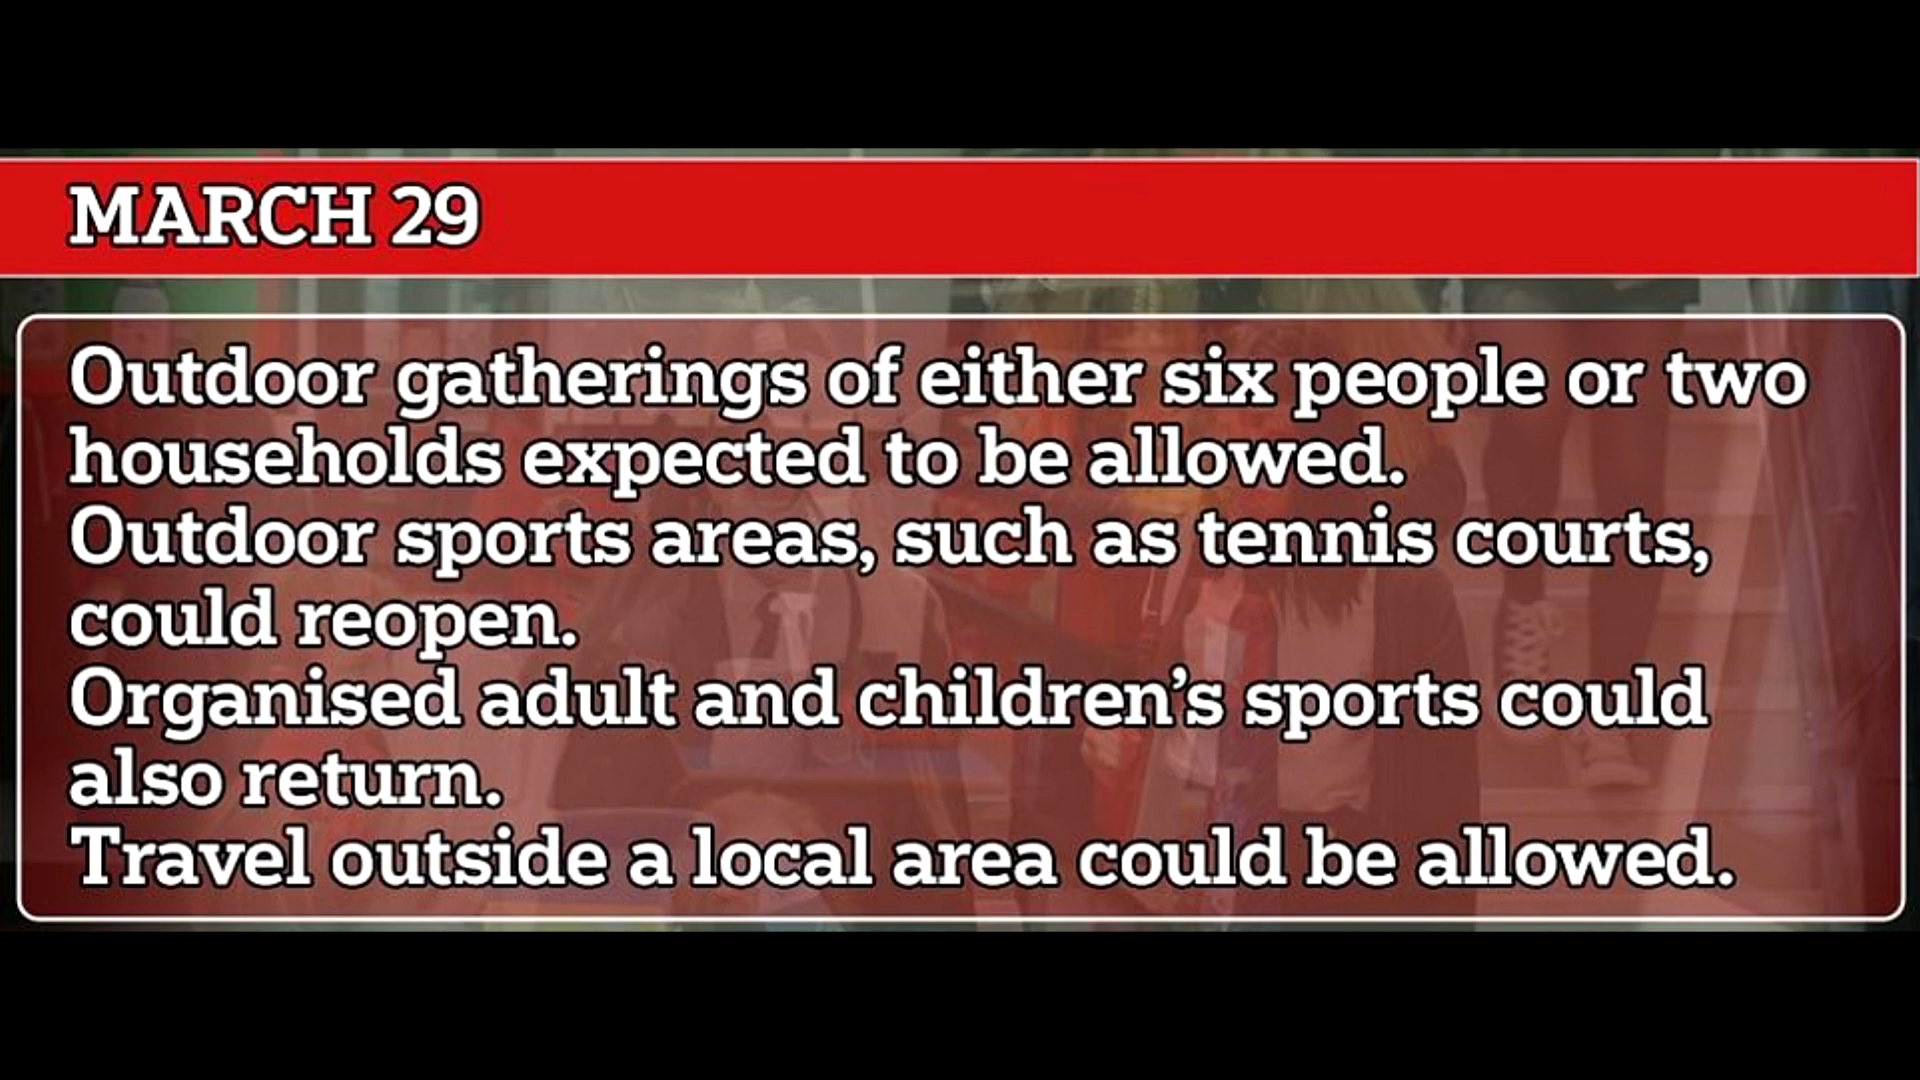 MARCH 29
Outdoor gatherings of either six people or two
households expected to be allowed.
Outdoor sports areas, such as tennis courts,
could reopen.
Organised adult and children’s sports could
also return.
Travel outside a local area could be allowed.